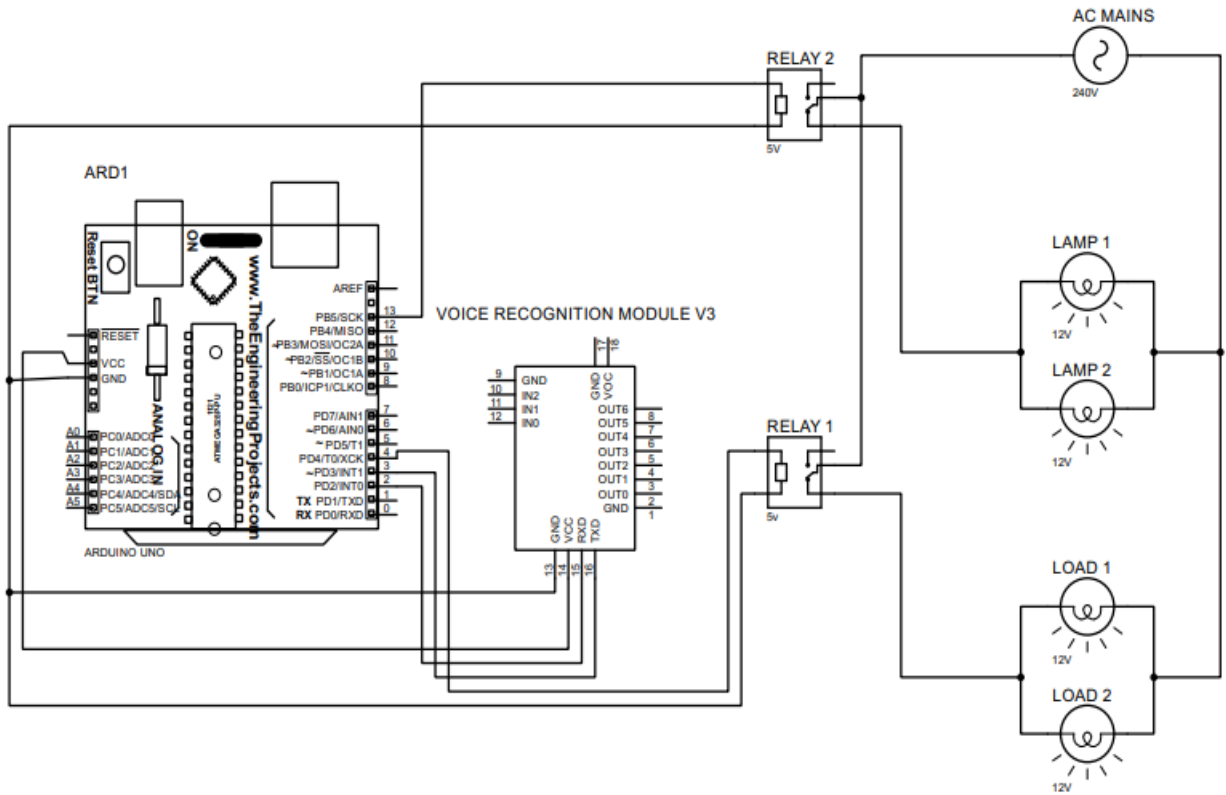 AC MAINS
240V
RELAY 2
5V
ARD1
Reset BTN
ON
www.TheEngineeringProjects.com
ANALOG IN
RESET
VCC
GND
A0 PC0/ADC0
A1 PC1/ADC1
A2 PC2/ADC2
A3 PC3/ADC3
A4 PC4/ADC4/SDA
A5 PC5/ADC5/SCL
AREF
PB5/SCK 13
PB4/MISO 12
~PB3/MOSI/OC2A 11
~PB2/SS/OC1B 10
~PB1/OC1A 9
PB0/ICP1/CLKO 8
PD7/AIN1 7
~PD6/AIN0 6
~PD5/T1 5
PD4/T0/XCK 4
~PD3/INT1 3
PD2/INT0 2
TX PD1/TXD 1
RX PD0/RXD 0
ARDUINO UNO
VOICE RECOGNITION MODULE V3
17 18
GND VOC
9 GND
10 IN2
11 IN1
12 IN0
OUT6 8
OUT5 7
OUT4 6
OUT3 5
OUT2 4
OUT1 3
OUT0 2
GND 1
GND VCC RXD TXD
13 14 15 16
RELAY 1
5v
LAMP 1
12V
LAMP 2
12V
LOAD 1
12V
LOAD 2
12V